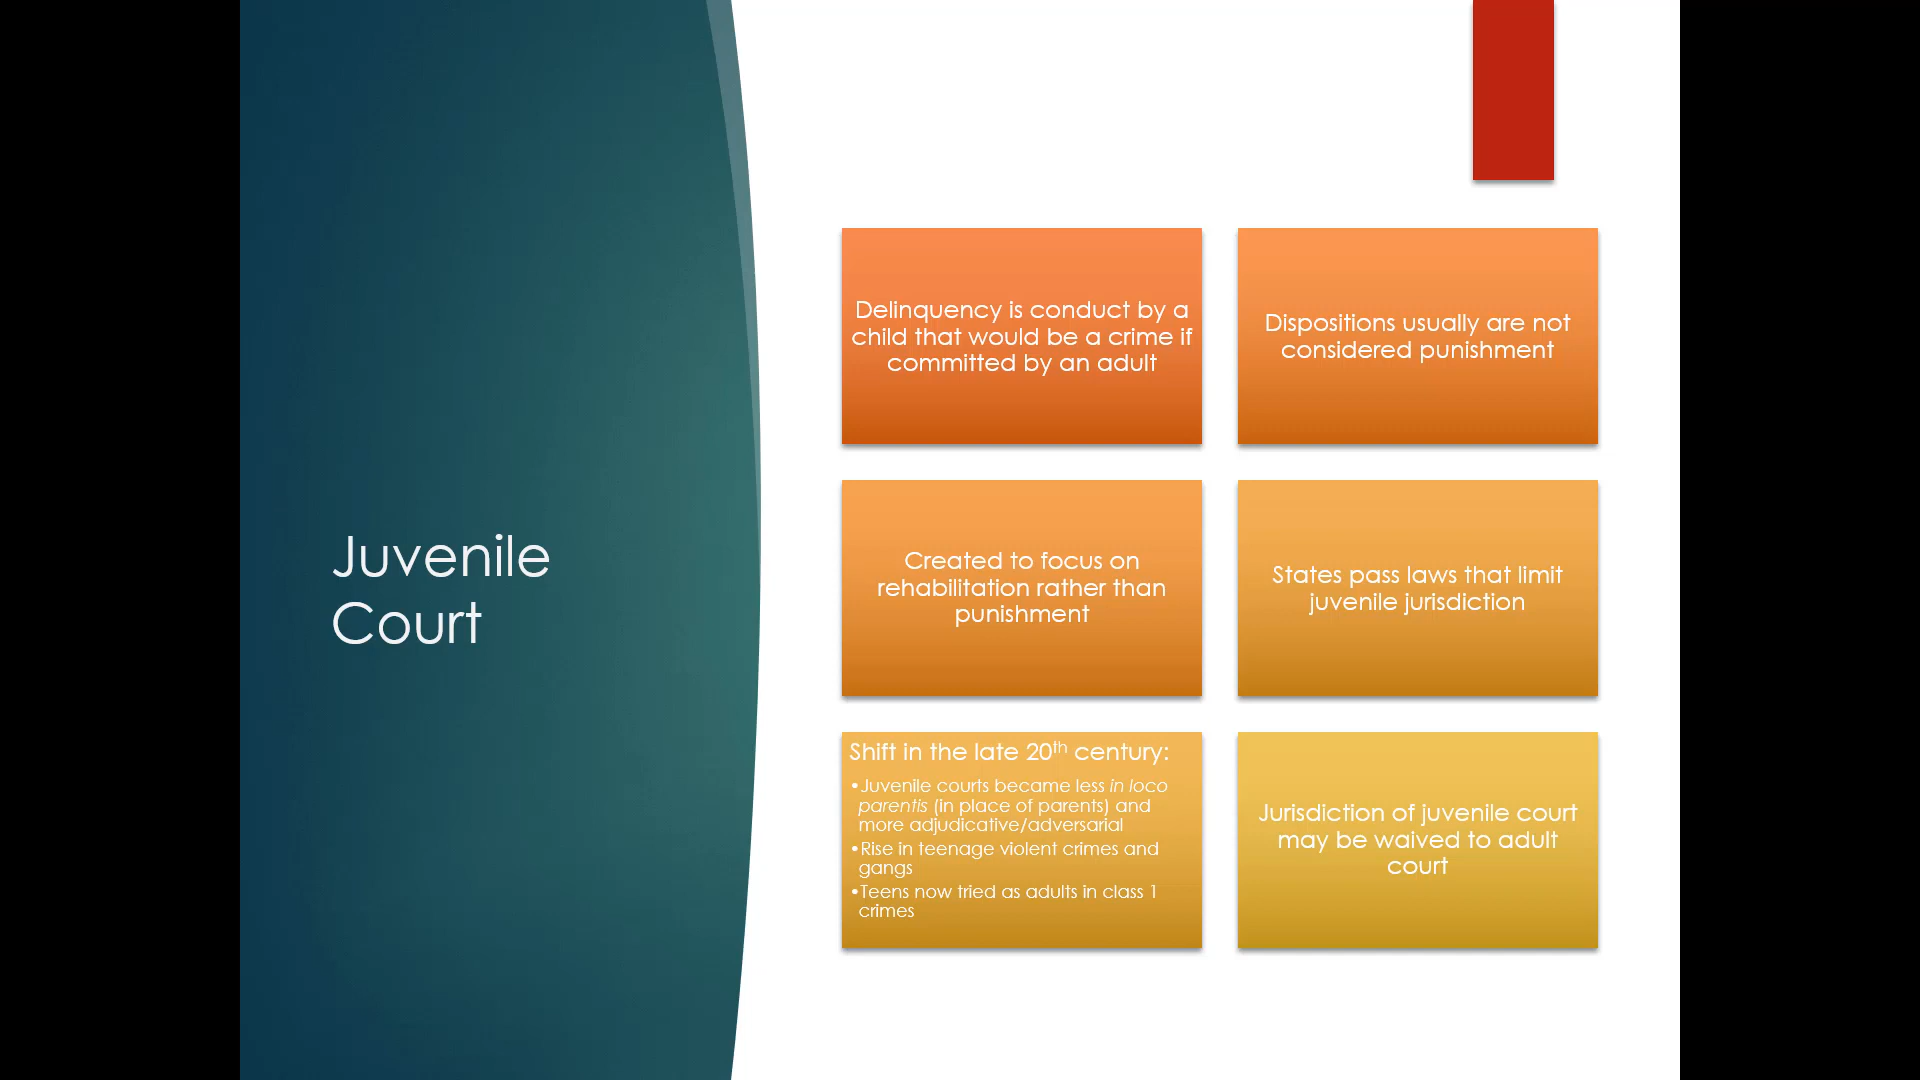 Juvenile
Court
Delinquency is conduct by a
child that would be a crime if
committed by an adult
Dispositions usually are not
considered punishment
Created to focus on
rehabilitation rather than
punishment
States pass laws that limit
juvenile jurisdiction
Shift in the late 20th century:
•Juvenile courts became less in loco
parentis (in place of parents) and
more adjudicative/adversarial
•Rise in teenage violent crimes and
gangs
•Teens now tried as adults in class 1
crimes
Jurisdiction of juvenile court
may be waived to adult
court